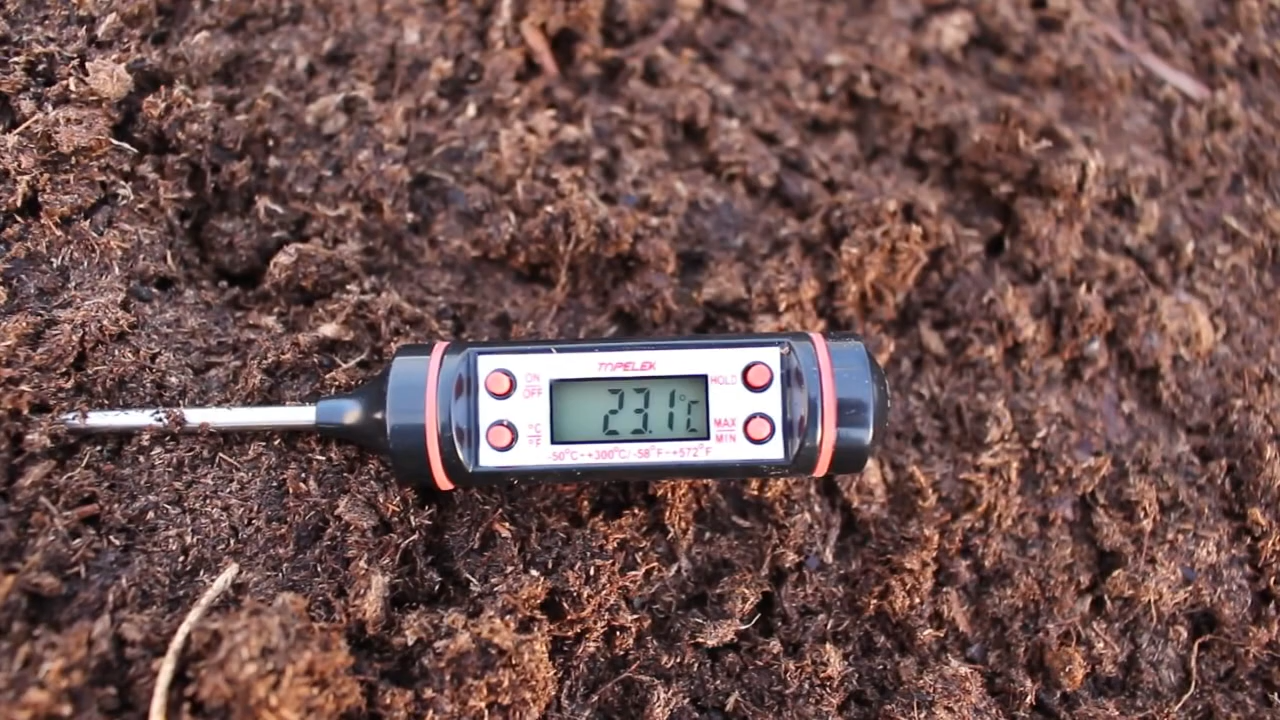 TOPELEK
ON
OFF
HOLD
23.1°C
°C
°F
MAX
MIN
-50°C~+300°C/-58°F~+572°F